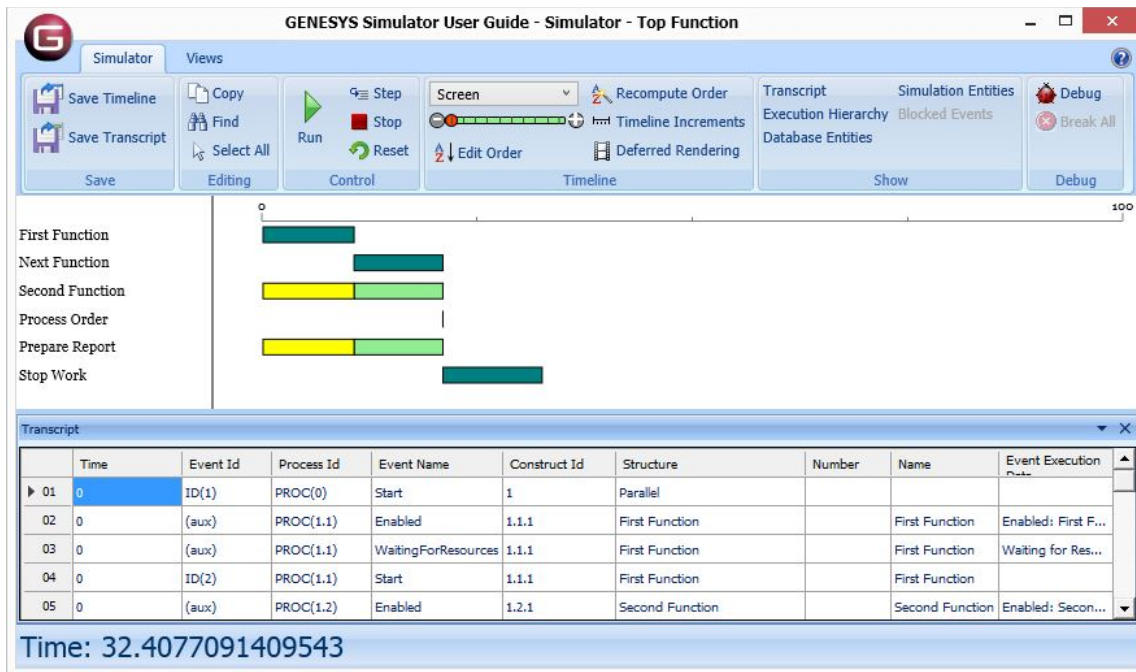 GENESYS Simulator User Guide - Simulator - Top Function
G
Simulator Views
Save Timeline
Save Transcript
Save
Copy
Find
Select All
Editing
Run
Step
Stop
Reset
Control
Screen
Edit Order
Recompute Order
Timeline Increments
Deferred Rendering
Timeline
Transcript
Execution Hierarchy
Database Entities
Simulation Entities
Blocked Events
Show
Debug
Break All
Debug
0 100
First Function
Next Function
Second Function
Process Order
Prepare Report
Stop Work
Transcript
Time Event Id Process Id Event Name Construct Id Structure Number Name Event Execution
01 0 ID(1) PROC(0) Start 1 Parallel
02 0 (aux) PROC(1.1) Enabled 1.1.1 First Function First Function Enabled: First F...
03 0 (aux) PROC(1.1) WaitingForResources 1.1.1 First Function First Function Waiting for Res...
04 0 ID(2) PROC(1.1) Start 1.1.1 First Function First Function
05 0 (aux) PROC(1.2) Enabled 1.2.1 Second Function Second Function Enabled: Secon...
Time: 32.4077091409543